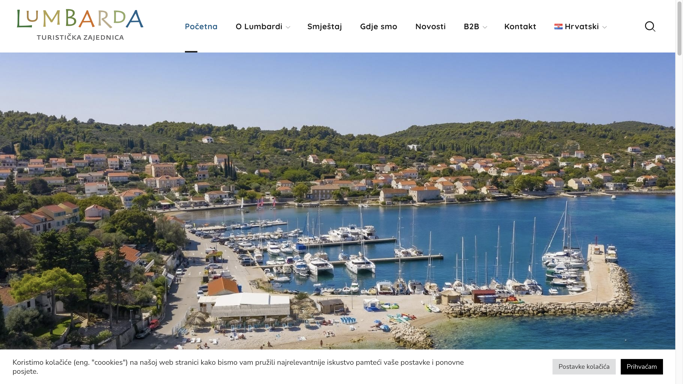 LUMBARDA
TURISTIČKA ZAJEDNICA
Početna O Lumbardi Smještaj Gdje smo Novosti B2B Kontakt Hrvatski
Koristimo kolačiće (eng. "coookies") na našoj web stranici kako bismo vam pružili najrelevantnije iskustvo pamteći vaše postavke i ponovne
posjete.
Postavke kolačića Prihvaćam